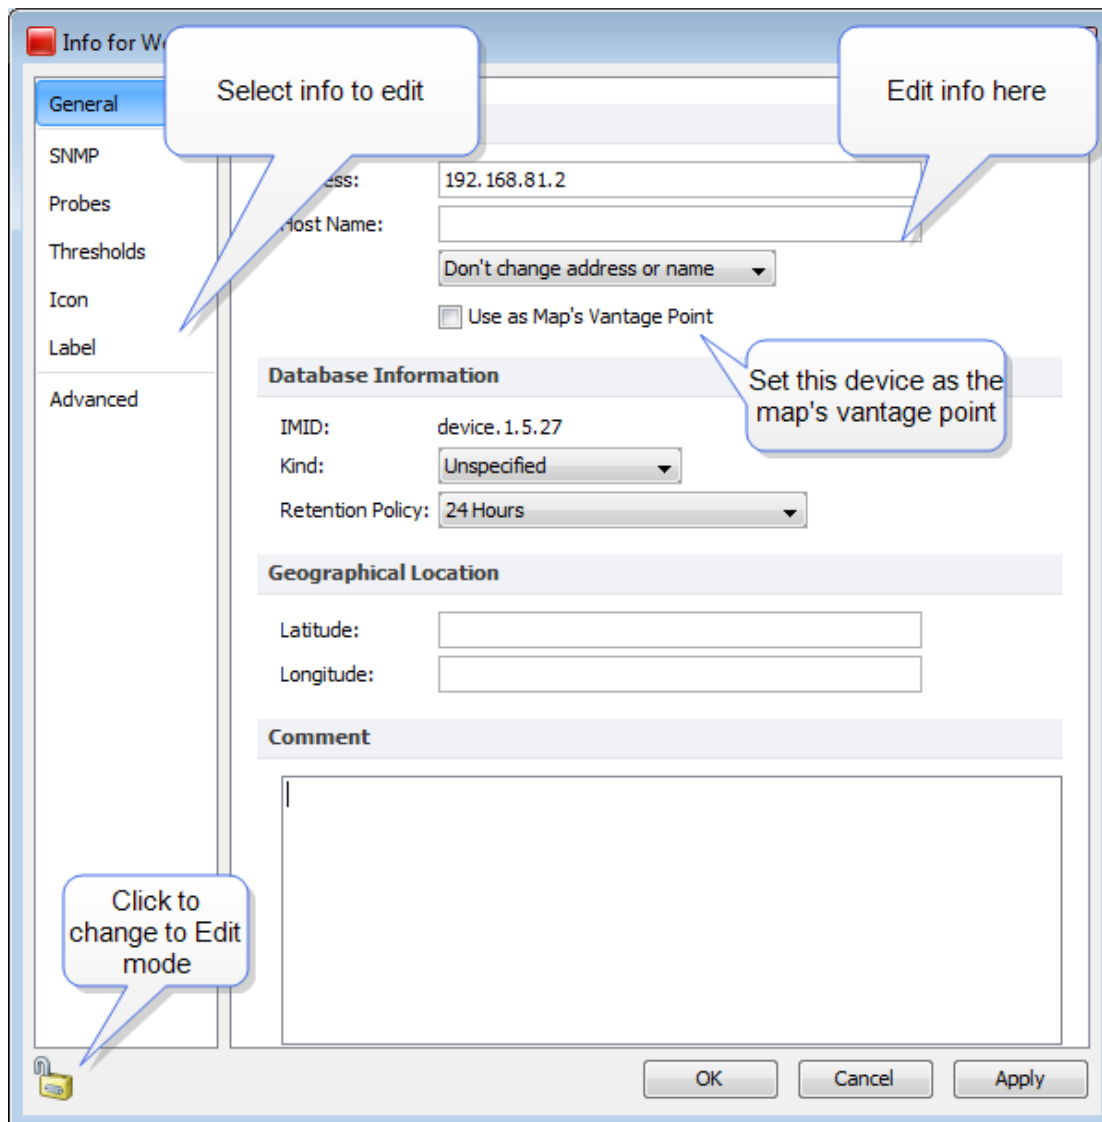 Info for
Select info to edit
Edit info here
General
SNMP
Probes
Thresholds
Icon
Label
Advanced
192.168.81.2
Host Name:
Don't change address or name
Use as Map's Vantage Point
Set this device as the
map's vantage point
Database Information
IMID: device.1.5.27
Kind: Unspecified
Retention Policy: 24 Hours
Geographical Location
Latitude:
Longitude:
Comment
Click to
change to Edit
mode
OK Cancel Apply